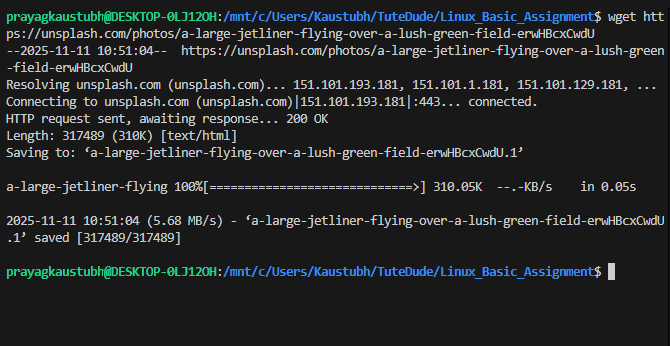 prayagkaustubh@DESKTOP-0LJ12OH:/mnt/c/Users/Kaustubh/TuteDude/Linux_Basic_Assignment$ wget htt
ps://unsplash.com/photos/a-large-jetliner-flying-over-a-lush-green-field-erwHBcxCwdU
--2025-11-11 10:51:04--  https://unsplash.com/photos/a-large-jetliner-flying-over-a-lush-green
-field-erwHBcxCwdU
Resolving unsplash.com (unsplash.com)... 151.101.193.181, 151.101.1.181, 151.101.129.181, ...
Connecting to unsplash.com (unsplash.com)|151.101.193.181|:443... connected.
HTTP request sent, awaiting response... 200 OK
Length: 317489 (310K) [text/html]
Saving to: ‘a-large-jetliner-flying-over-a-lush-green-field-erwHBcxCwdU.1’
a-large-jetliner-flying 100%[=============================>] 310.05K  --.-KB/s    in 0.05s
2025-11-11 10:51:04 (5.68 MB/s) - ‘a-large-jetliner-flying-over-a-lush-green-field-erwHBcxCwdU
.1’ saved [317489/317489]
prayagkaustubh@DESKTOP-0LJ12OH:/mnt/c/Users/Kaustubh/TuteDude/Linux_Basic_Assignment$